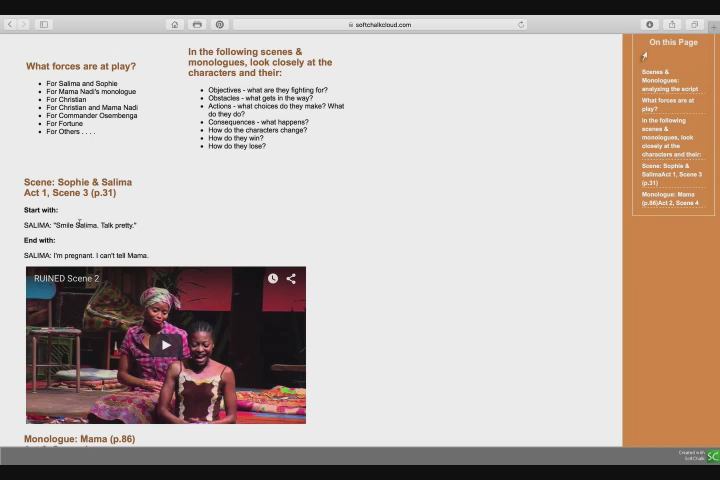 softchalkcloud.com
What forces are at play?
For Salima and Sophie
For Mama Nadi's monologue
For Christian
For Christian and Mama Nadi
For Commander Osembenga
For Fortune
For Others . . . .
In the following scenes &
monologues, look closely at the
characters and their:
Objectives - what are they fighting for?
Obstacles - what gets in the way?
Actions - what choices do they make? What
do they do?
Consequences - what happens?
How do the characters change?
How do they win?
How do they lose?
Scene: Sophie & Salima
Act 1, Scene 3 (p.31)
Start with:
SALIMA: "Smile Salima. Talk pretty."
End with:
SALIMA: I'm pregnant. I can't tell Mama.
RUINED Scene 2
Monologue: Mama (p.86)
On this Page
Scenes &
Monologues:
analyzing the script
What forces are at
play?
In the following
scenes &
monologues, look
closely at the
characters and their:
Scene: Sophie &
SalimaAct 1, Scene 3
(p.31)
Monologue: Mama
(p.86)Act 2, Scene 4
Created with
SoftChalk
SC